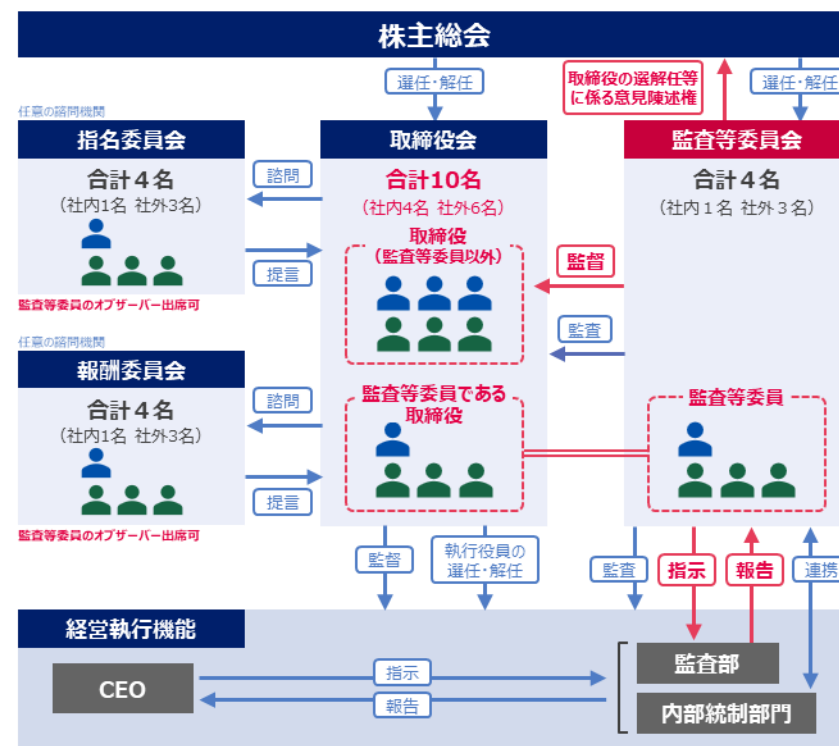 株主総会
選任・解任
取締役の選解任等
に係る意見陳述権
選任・解任
任意の諮問機関
指名委員会
合計４名
（社内1名 社外3名）
監査等委員のオブザーバー出席可
諮問
提言
取締役会
合計10名
（社内4名 社外6名）
取締役
（監査等委員以外）
監査等委員会
合計４名
（社内１名 社外３名）
監督
監査
任意の諮問機関
報酬委員会
合計４名
（社内1名 社外3名）
監査等委員のオブザーバー出席可
諮問
提言
監査等委員である
取締役
監査等委員
監督
執行役員の
選任・解任
監査
指示
報告
連携
経営執行機能
CEO
指示
報告
監査部
内部統制部門